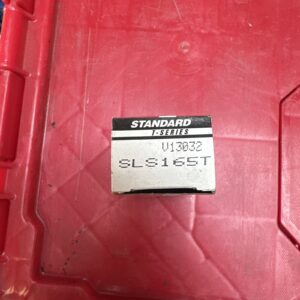 STANDARD
T-SERIES
V13032
SLS165T